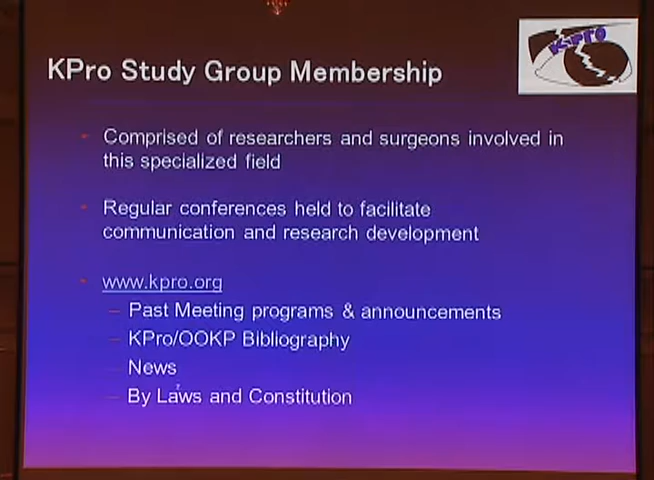 KPro
KPro Study Group Membership
Comprised of researchers and surgeons involved in
this specialized field
Regular conferences held to facilitate
communication and research development
www.kpro.org
– Past Meeting programs & announcements
– KPro/OOKP Bibliography
– News
– By Laws and Constitution